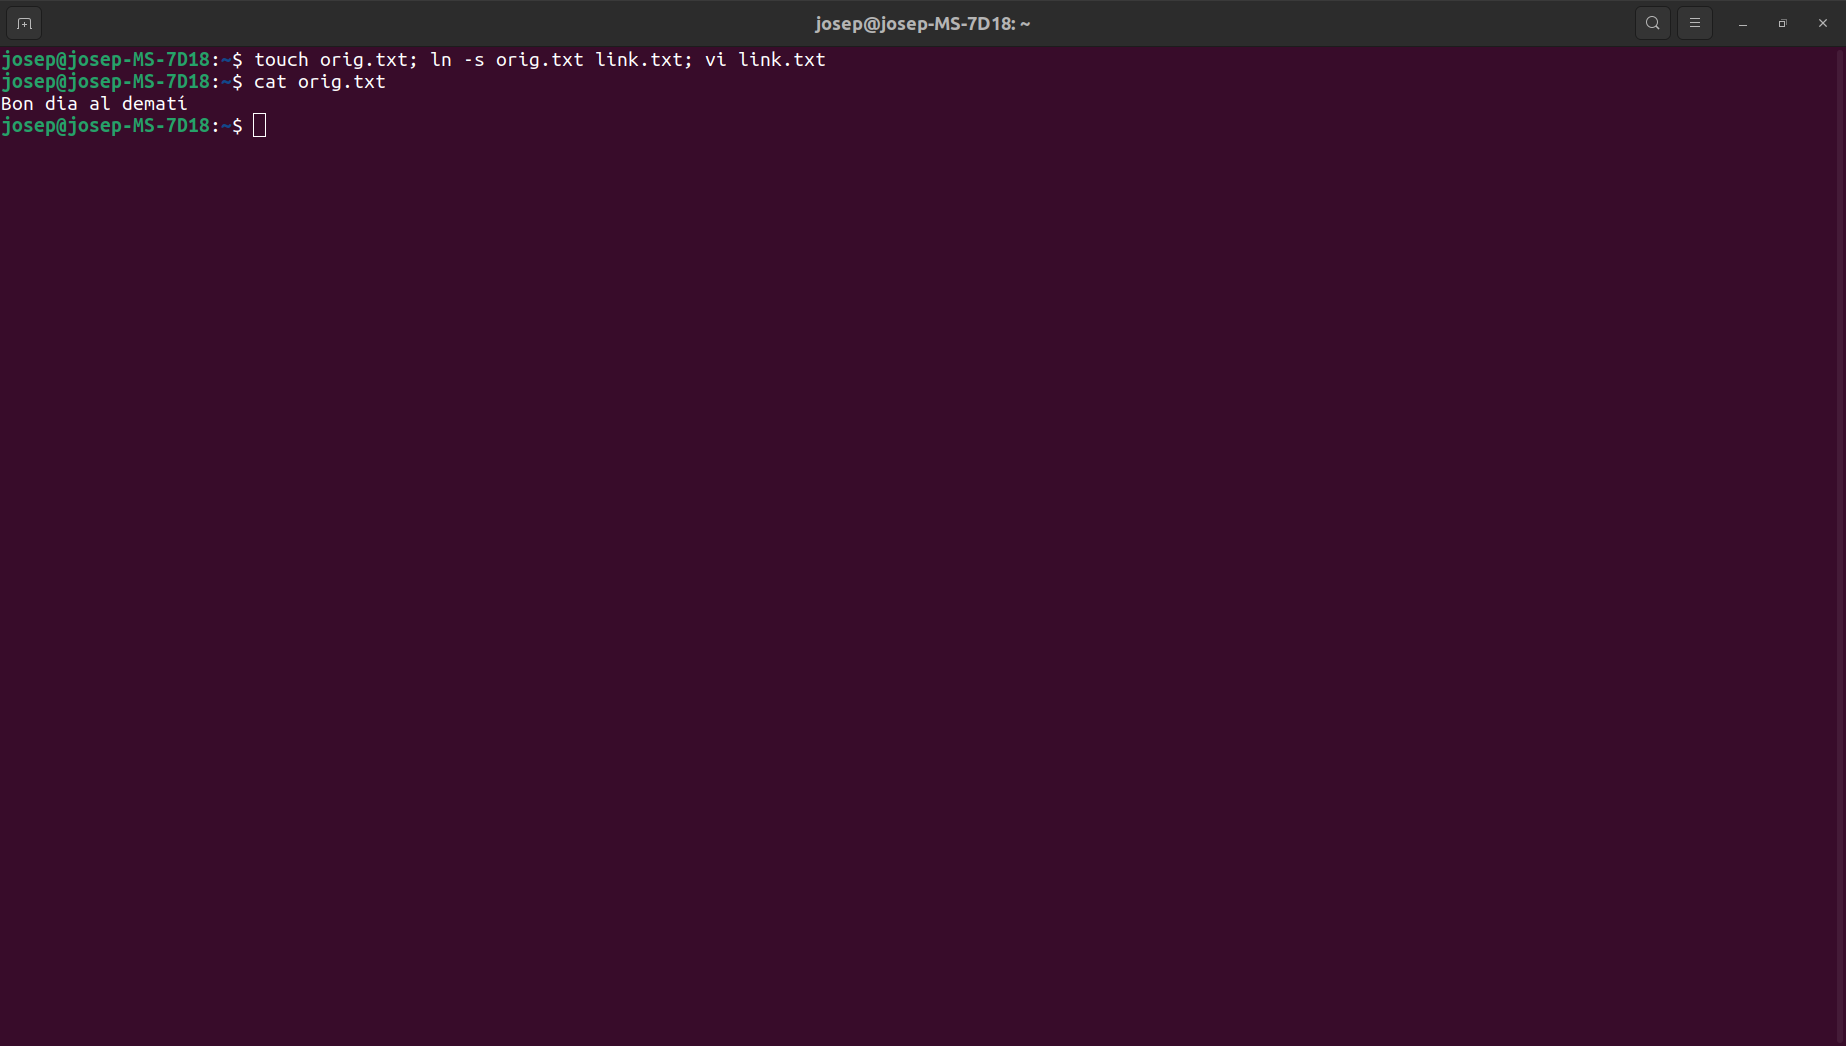 josep@josep-MS-7D18: ~
josep@josep-MS-7D18:~$ touch orig.txt; ln -s orig.txt link.txt; vi link.txt
josep@josep-MS-7D18:~$ cat orig.txt
Bon dia al dematí
josep@josep-MS-7D18:~$